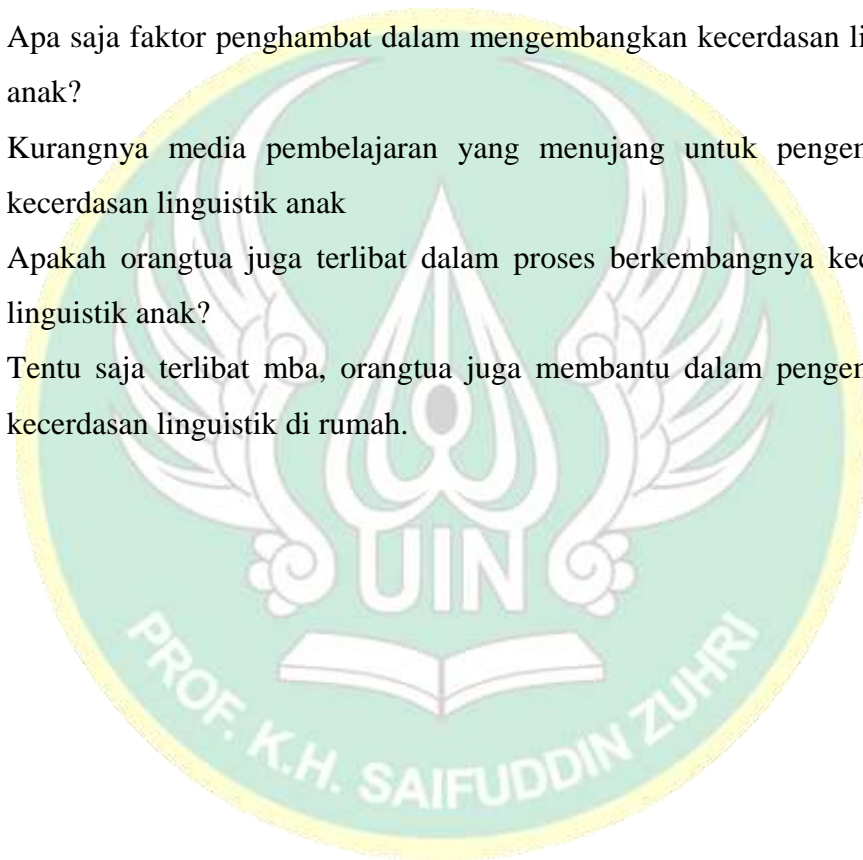 Apa saja faktor penghambat dalam mengembangkan kecerdasan
anak?
Kurangnya media pembelajaran yang menujang untuk
kecerdasan linguistik anak
Apakah orangtua juga terlibat dalam proses berkembangnya
linguistik anak?
Tentu saja terlibat mba, orangtua juga membantu dalam
kecerdasan linguistik di rumah.
UIN
PROF. K.H. SAIFUDDIN ZUHRI